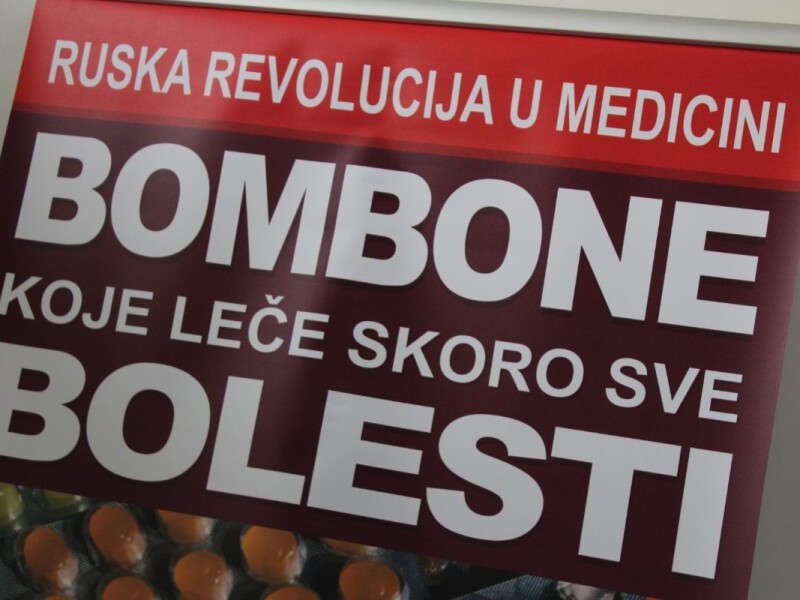 RUSKA REVOLUCIJA U MEDICINI
BOMBONE
KOJE LEČE SKORO SVE
BOLESTI